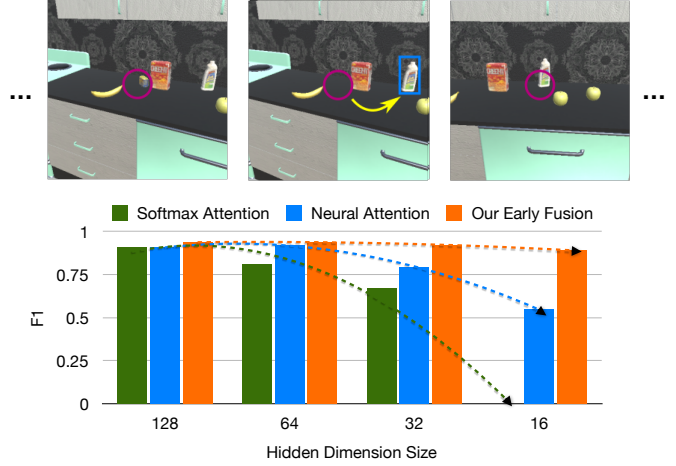 ... ...
Softmax Attention Neural Attention Our Early Fusion
1
0.75
0.5
0.25
0
F1
128 64 32 16
Hidden Dimension Size